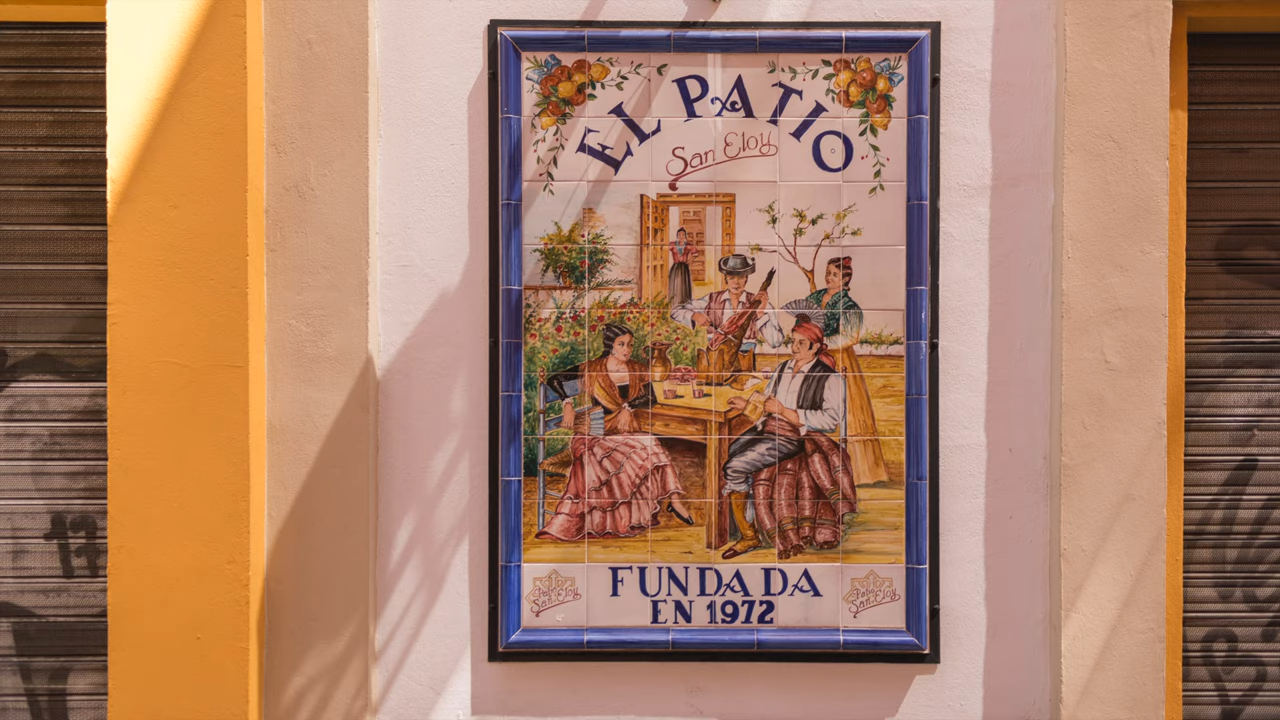 EL PATIO
San Eloy
FUNDADA
EN 1972
Patio
San-Eloy
Patio
San-Eloy